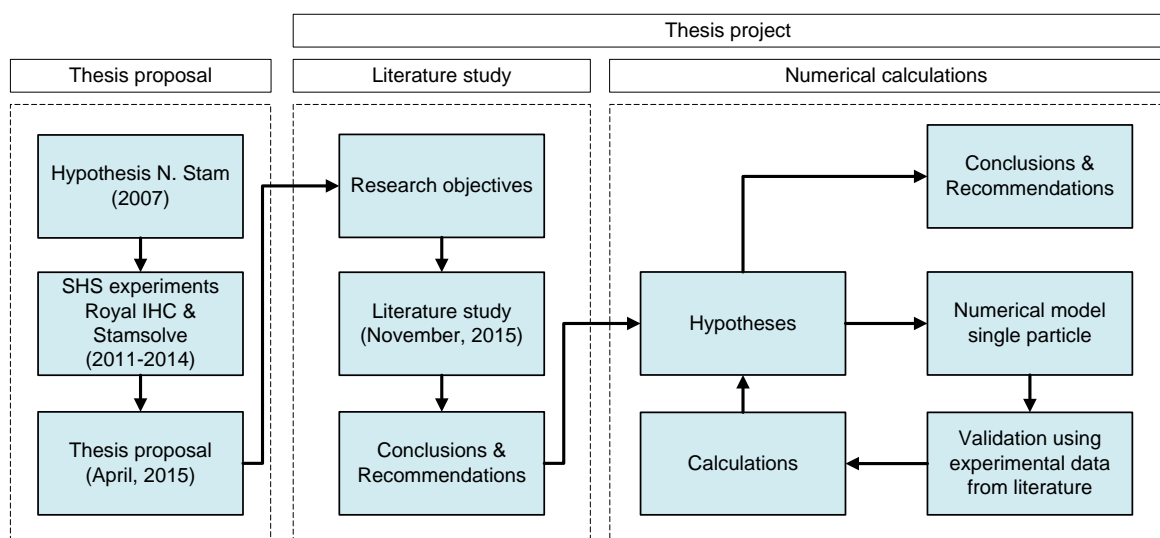 Thesis project
Thesis proposal
Literature study
Numerical calculations
Hypothesis N. Stam
(2007)
SHS experiments
Royal IHC &
Stamsolve
(2011-2014)
Thesis proposal
(April, 2015)
Research objectives
Literature study
(November, 2015)
Conclusions &
Recommendations
Conclusions &
Recommendations
Hypotheses
Numerical model
single particle
Calculations
Validation using
experimental data
from literature